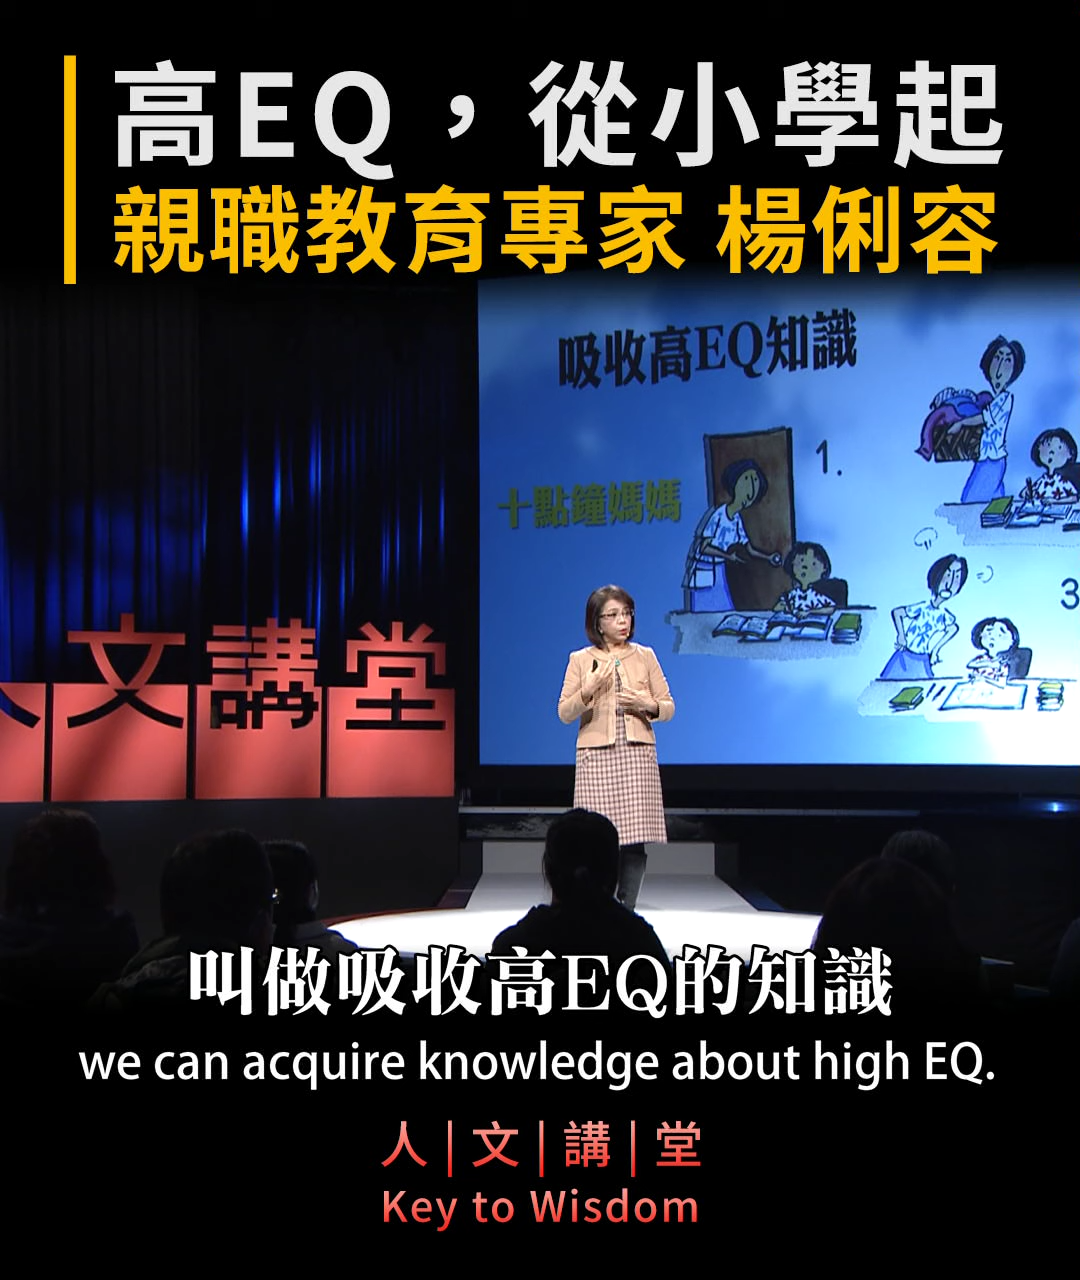 高EQ，從小學起
親職教育專家 楊俐容
吸收高EQ知識
1.
十點鐘媽媽
3
文講堂
叫做吸收高EQ的知識
we can acquire knowledge about high EQ.
人|文|講|堂
Key to Wisdom